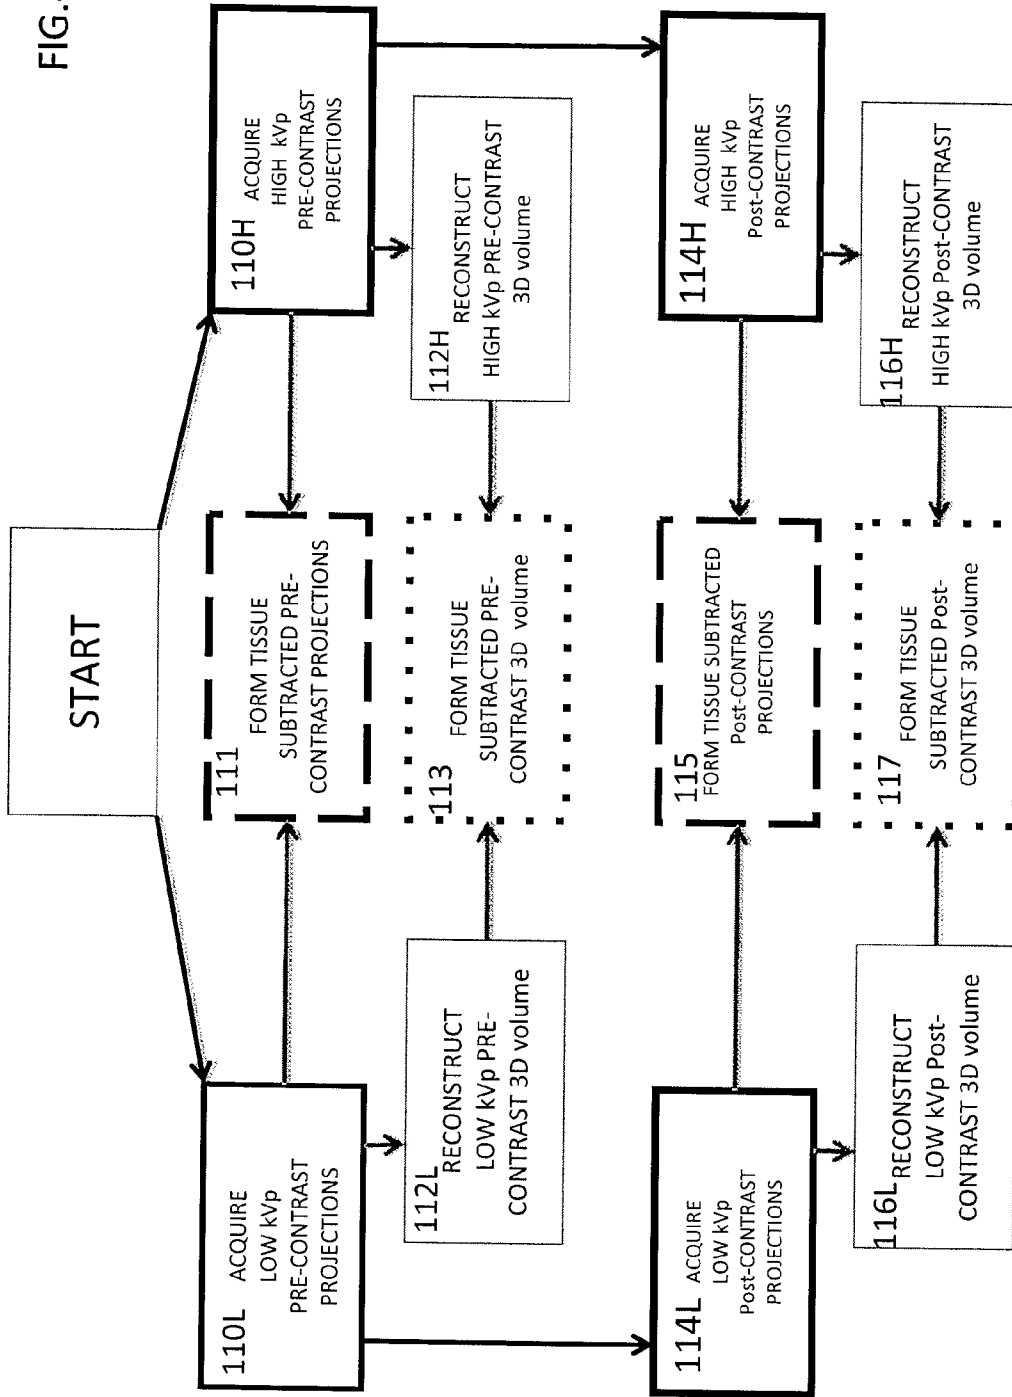 FIG.
START
110L ACQUIRE
LOW kVp
PRE-CONTRAST
PROJECTIONS
111
FORM TISSUE
SUBTRACTED PRE-
CONTRAST PROJECTIONS
110H ACQUIRE
HIGH kVp
PRE-CONTRAST
PROJECTIONS
112L RECONSTRUCT
LOW kVp PRE-
CONTRAST 3D volume
113
FORM TISSUE
SUBTRACTED PRE-
CONTRAST 3D volume
112H RECONSTRUCT
HIGH kVp PRE-CONTRAST
3D volume
114L ACQUIRE
LOW kVp
Post-CONTRAST
PROJECTIONS
115
FORM TISSUE SUBTRACTED
Post-CONTRAST
PROJECTIONS
114H ACQUIRE
HIGH kVp
Post-CONTRAST
PROJECTIONS
116L RECONSTRUCT
LOW kVp Post-
CONTRAST 3D volume
117
FORM TISSUE
SUBTRACTED Post-
CONTRAST 3D volume
116H RECONSTRUCT
HIGH kVp Post-CONTRAST
3D volume